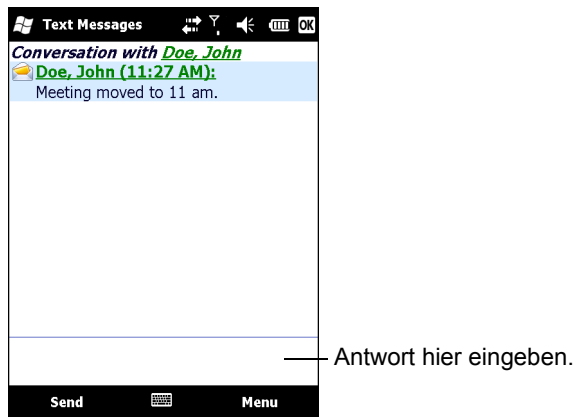 Text Messages OK
Conversation with Doe, John
Doe, John (11:27 AM):
Meeting moved to 11 am.
Antwort hier eingeben.
Send Menu